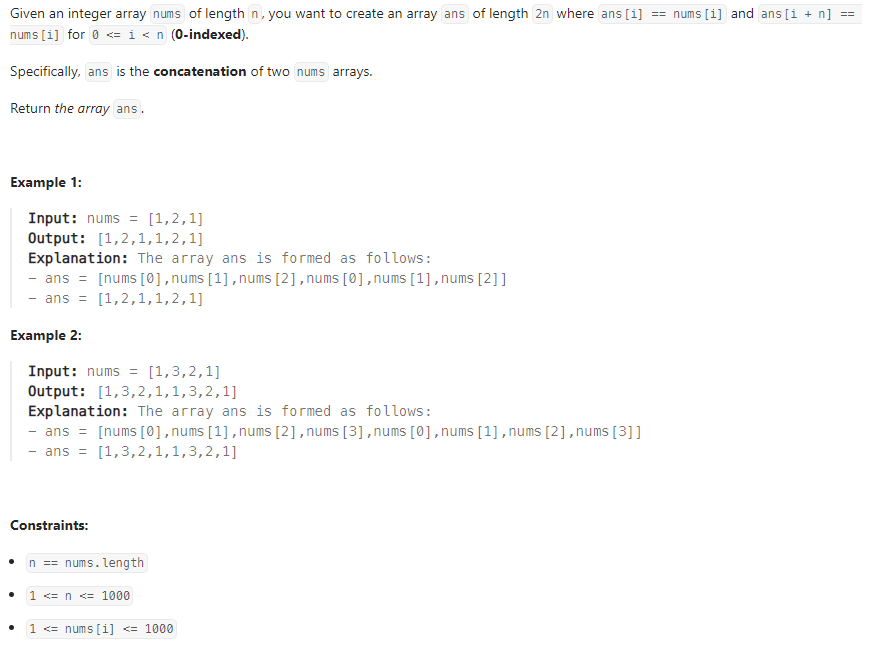 Given an integer array nums of length n, you want to create an array ans of length 2n where ans[i] == nums[i] and ans[i + n] ==
nums[i] for 0 <= i < n (0-indexed).
Specifically, ans is the concatenation of two nums arrays.
Return the array ans.
Example 1:
Input: nums = [1,2,1]
Output: [1,2,1,1,2,1]
Explanation: The array ans is formed as follows:
- ans = [nums[0],nums[1],nums[2],nums[0],nums[1],nums[2]]
- ans = [1,2,1,1,2,1]
Example 2:
Input: nums = [1,3,2,1]
Output: [1,3,2,1,1,3,2,1]
Explanation: The array ans is formed as follows:
- ans = [nums[0],nums[1],nums[2],nums[3],nums[0],nums[1],nums[2],nums[3]]
- ans = [1,3,2,1,1,3,2,1]
Constraints:
• n == nums.length
• 1 <= n <= 1000
• 1 <= nums[i] <= 1000